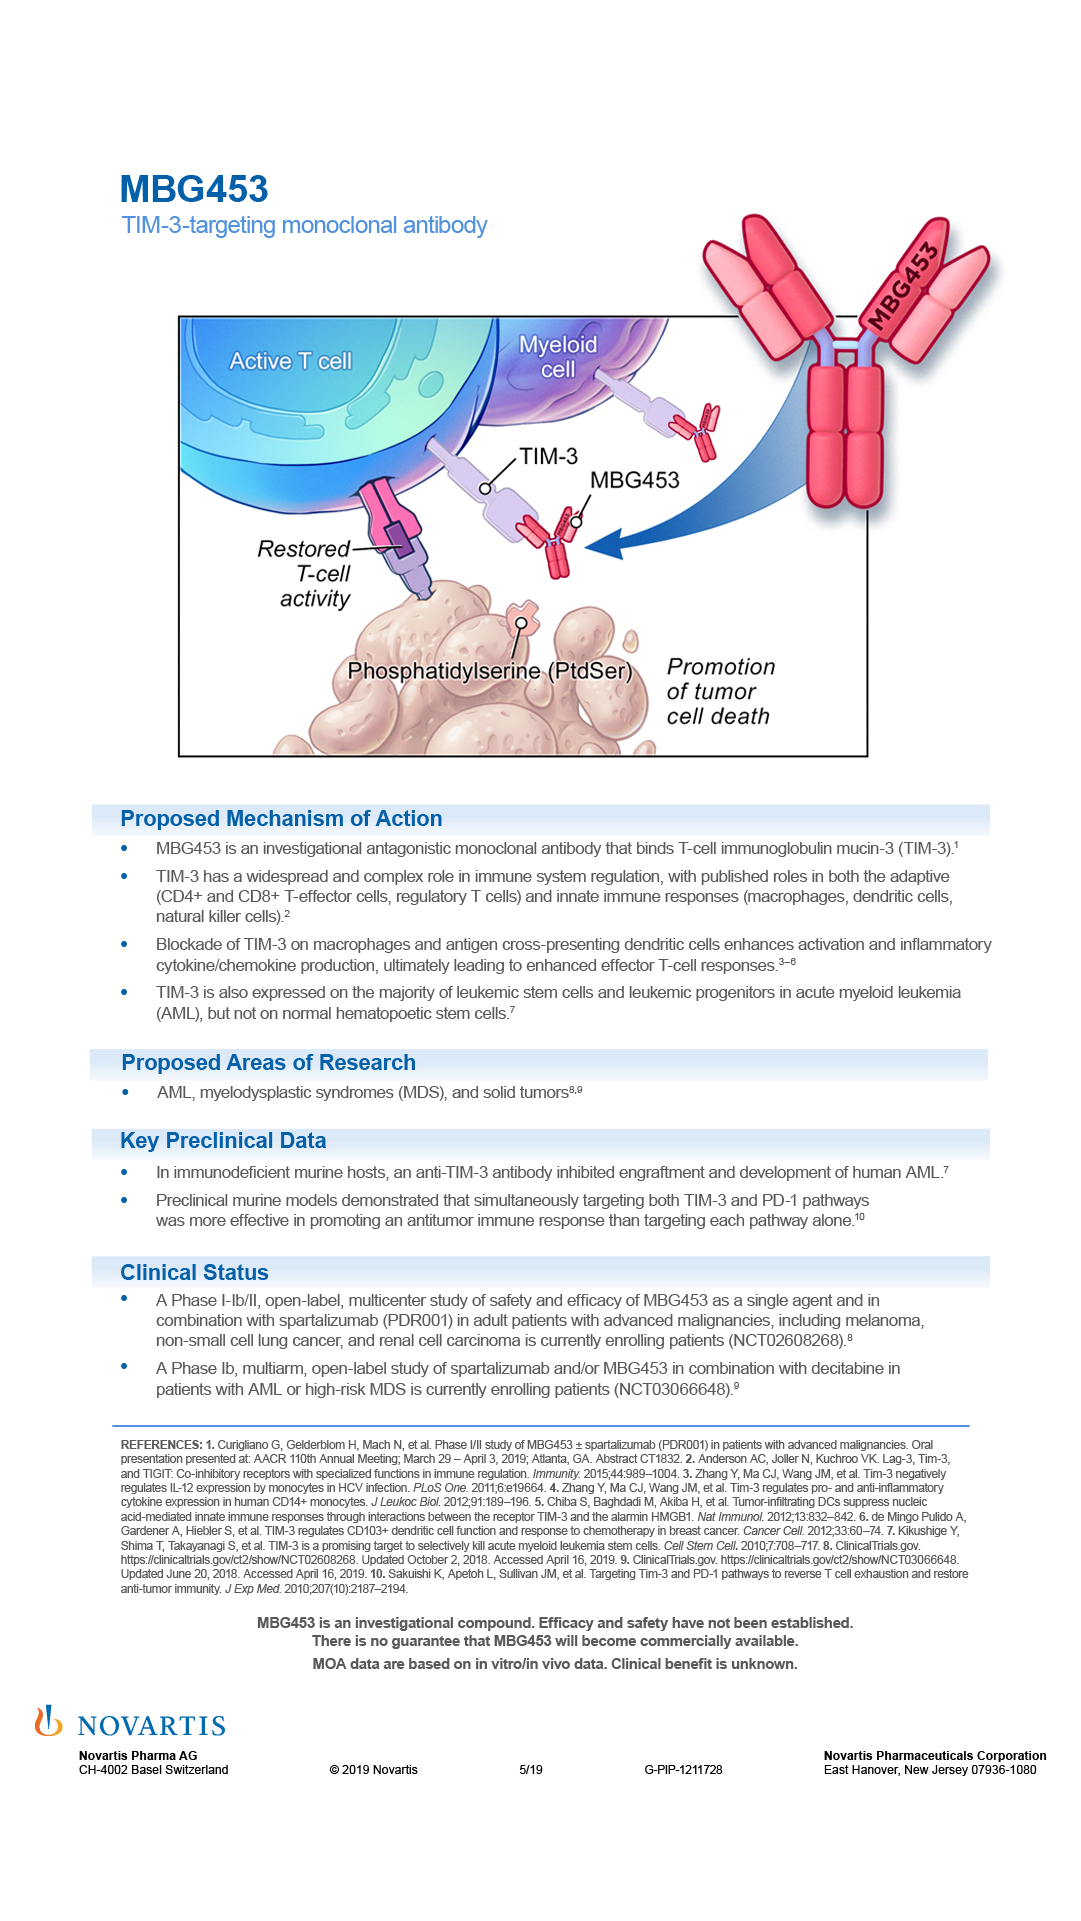 MBG453
TIM-3-targeting monoclonal antibody
MBG453
Active T cell
Myeloid
cell
MBG453
TIM-3
MBG453
MBG453
Restored
T-cell
activity
Phosphatidylserine (PtdSer)
Promotion
of tumor
cell death
Proposed Mechanism of Action
• MBG453 is an investigational antagonistic monoclonal antibody that binds T-cell immunoglobulin mucin-3 (TIM-3).1
• TIM-3 has a widespread and complex role in immune system regulation, with published roles in both the adaptive
(CD4+ and CD8+ T-effector cells, regulatory T cells) and innate immune responses (macrophages, dendritic cells,
natural killer cells).2
• Blockade of TIM-3 on macrophages and antigen cross-presenting dendritic cells enhances activation and inflammatory
cytokine/chemokine production, ultimately leading to enhanced effector T-cell responses.3–6
• TIM-3 is also expressed on the majority of leukemic stem cells and leukemic progenitors in acute myeloid leukemia
(AML), but not on normal hematopoetic stem cells.7
Proposed Areas of Research
• AML, myelodysplastic syndromes (MDS), and solid tumors8,9
Key Preclinical Data
• In immunodeficient murine hosts, an anti-TIM-3 antibody inhibited engraftment and development of human AML.7
• Preclinical murine models demonstrated that simultaneously targeting both TIM-3 and PD-1 pathways
was more effective in promoting an antitumor immune response than targeting each pathway alone.10
Clinical Status
• A Phase I-Ib/II, open-label, multicenter study of safety and efficacy of MBG453 as a single agent and in
combination with spartalizumab (PDR001) in adult patients with advanced malignancies, including melanoma,
non-small cell lung cancer, and renal cell carcinoma is currently enrolling patients (NCT02608268).8
• A Phase Ib, multiarm, open-label study of spartalizumab and/or MBG453 in combination with decitabine in
patients with AML or high-risk MDS is currently enrolling patients (NCT03066648).9
REFERENCES: 1. Curigliano G, Gelderblom H, Mach N, et al. Phase I/II study of MBG453 ± spartalizumab (PDR001) in patients with advanced malignancies. Oral
presentation presented at: AACR 110th Annual Meeting; March 29 – April 3, 2019; Atlanta, GA. Abstract CT1832. 2. Anderson AC, Joller N, Kuchroo VK. Lag-3, Tim-3,
and TIGIT: Co-inhibitory receptors with specialized functions in immune regulation. Immunity. 2015;44:989–1004. 3. Zhang Y, Ma CJ, Wang JM, et al. Tim-3 negatively
regulates IL-12 expression by monocytes in HCV infection. PLoS One. 2011;6:e19664. 4. Zhang Y, Ma CJ, Wang JM, et al. Tim-3 regulates pro- and anti-inflammatory
cytokine expression in human CD14+ monocytes. J Leukoc Biol. 2012;91:189–196. 5. Chiba S, Baghdadi M, Akiba H, et al. Tumor-infiltrating DCs suppress nucleic
acid-mediated innate immune responses through interactions between the receptor TIM-3 and the alarmin HMGB1. Nat Immunol. 2012;13:832–842. 6. de Mingo Pulido A,
Gardener A, Hiebler S, et al. TIM-3 regulates CD103+ dendritic cell function and response to chemotherapy in breast cancer. Cancer Cell. 2012;33:60–74. 7. Kikushige Y,
Shima T, Takayanagi S, et al. TIM-3 is a promising target to selectively kill acute myeloid leukemia stem cells. Cell Stem Cell. 2010;7:708–717. 8. ClinicalTrials.gov.
https://clinicaltrials.gov/ct2/show/NCT02608268. Updated October 2, 2018. Accessed April 16, 2019. 9. ClinicalTrials.gov. https://clinicaltrials.gov/ct2/show/NCT03066648.
Updated June 20, 2018. Accessed April 16, 2019. 10. Sakuishi K, Apetoh L, Sullivan JM, et al. Targeting Tim-3 and PD-1 pathways to reverse T cell exhaustion and restore
anti-tumor immunity. J Exp Med. 2010;207(10):2187–2194.
MBG453 is an investigational compound. Efficacy and safety have not been established.
There is no guarantee that MBG453 will become commercially available.
MOA data are based on in vitro/in vivo data. Clinical benefit is unknown.
NOVARTIS
Novartis Pharma AG
CH-4002 Basel Switzerland
© 2019 Novartis
5/19
G-PIP-1211728
Novartis Pharmaceuticals Corporation
East Hanover, New Jersey 07936-1080